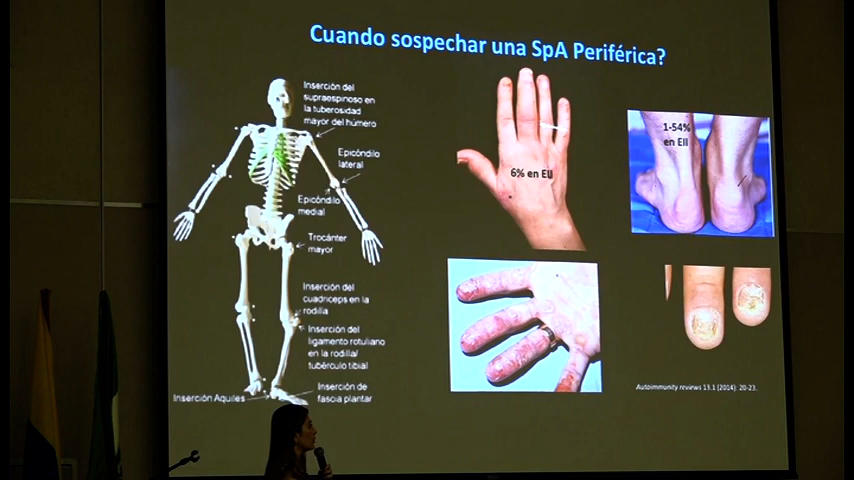 Cuando sospechar una SpA Periférica?
Inserción del
supraespinoso en
la tuberosidad
mayor del húmero
Epicóndilo
lateral
Epicóndilo
medial
Trocánter
mayor
Inserción del
cuadriceps en la
rodilla
Inserción del
ligamento rotuliano
en la rodilla/
tubérculo tibial
Inserción Aquiles
Inserción de
fascia plantar
6% en EII
1-54%
en EII
Autoimmunity reviews 13.1 (2014): 20-23.